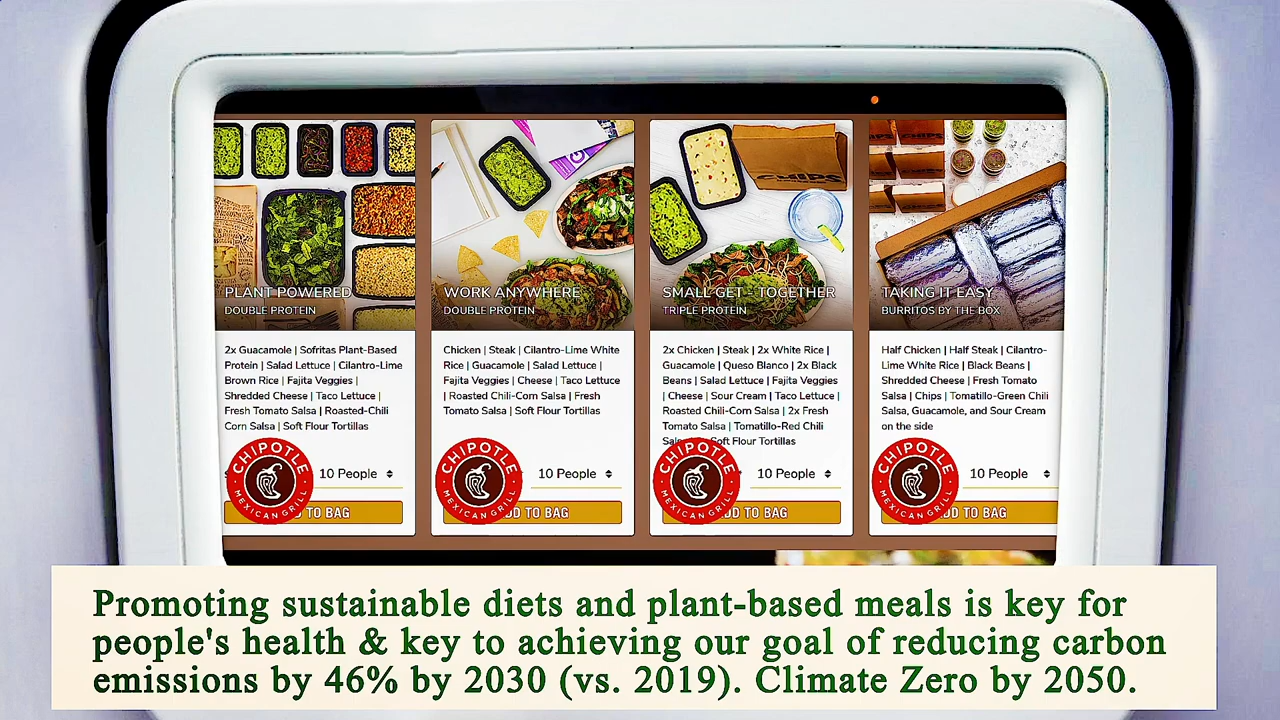 CHIPS
CHIPS
PLANT POWERED
DOUBLE PROTEIN
2x Guacamole | Sofritas Plant-Based
Protein | Salad Lettuce | Cilantro-Lime
Brown Rice | Fajita Veggies |
Shredded Cheese | Taco Lettuce |
Fresh Tomato Salsa | Roasted-Chili
Corn Salsa | Soft Flour Tortillas
CHIPOTLE
MEXICAN GRILL
10 People
TO BAG
WORK ANYWHERE
DOUBLE PROTEIN
Chicken | Steak | Cilantro-Lime White
Rice | Guacamole | Salad Lettuce |
Fajita Veggies | Cheese | Taco Lettuce
| Roasted Chili-Corn Salsa | Fresh
Tomato Salsa | Soft Flour Tortillas
CHIPOTLE
MEXICAN GRILL
10 People
TO BAG
SMALL GET - TOGETHER
TRIPLE PROTEIN
2x Chicken | Steak | 2x White Rice |
Guacamole | Queso Blanco | 2x Black
Beans | Salad Lettuce | Fajita Veggies
| Cheese | Sour Cream | Taco Lettuce |
Roasted Chili-Corn Salsa | 2x Fresh
Tomato Salsa | Tomatillo-Red Chili
Soft Flour Tortillas
CHIPOTLE
MEXICAN GRILL
10 People
TO BAG
TAKING IT EASY
BURRITOS BY THE BOX
Half Chicken | Half Steak | Cilantro-
Lime White Rice | Black Beans |
Shredded Cheese | Fresh Tomato
Salsa | Chips | Tomatillo-Green Chili
Salsa, Guacamole, and Sour Cream
on the side
CHIPOTLE
MEXICAN GRILL
10 People
TO BAG
Promoting sustainable diets and plant-based meals is key for
people's health & key to achieving our goal of reducing carbon
emissions by 46% by 2030 (vs. 2019). Climate Zero by 2050.